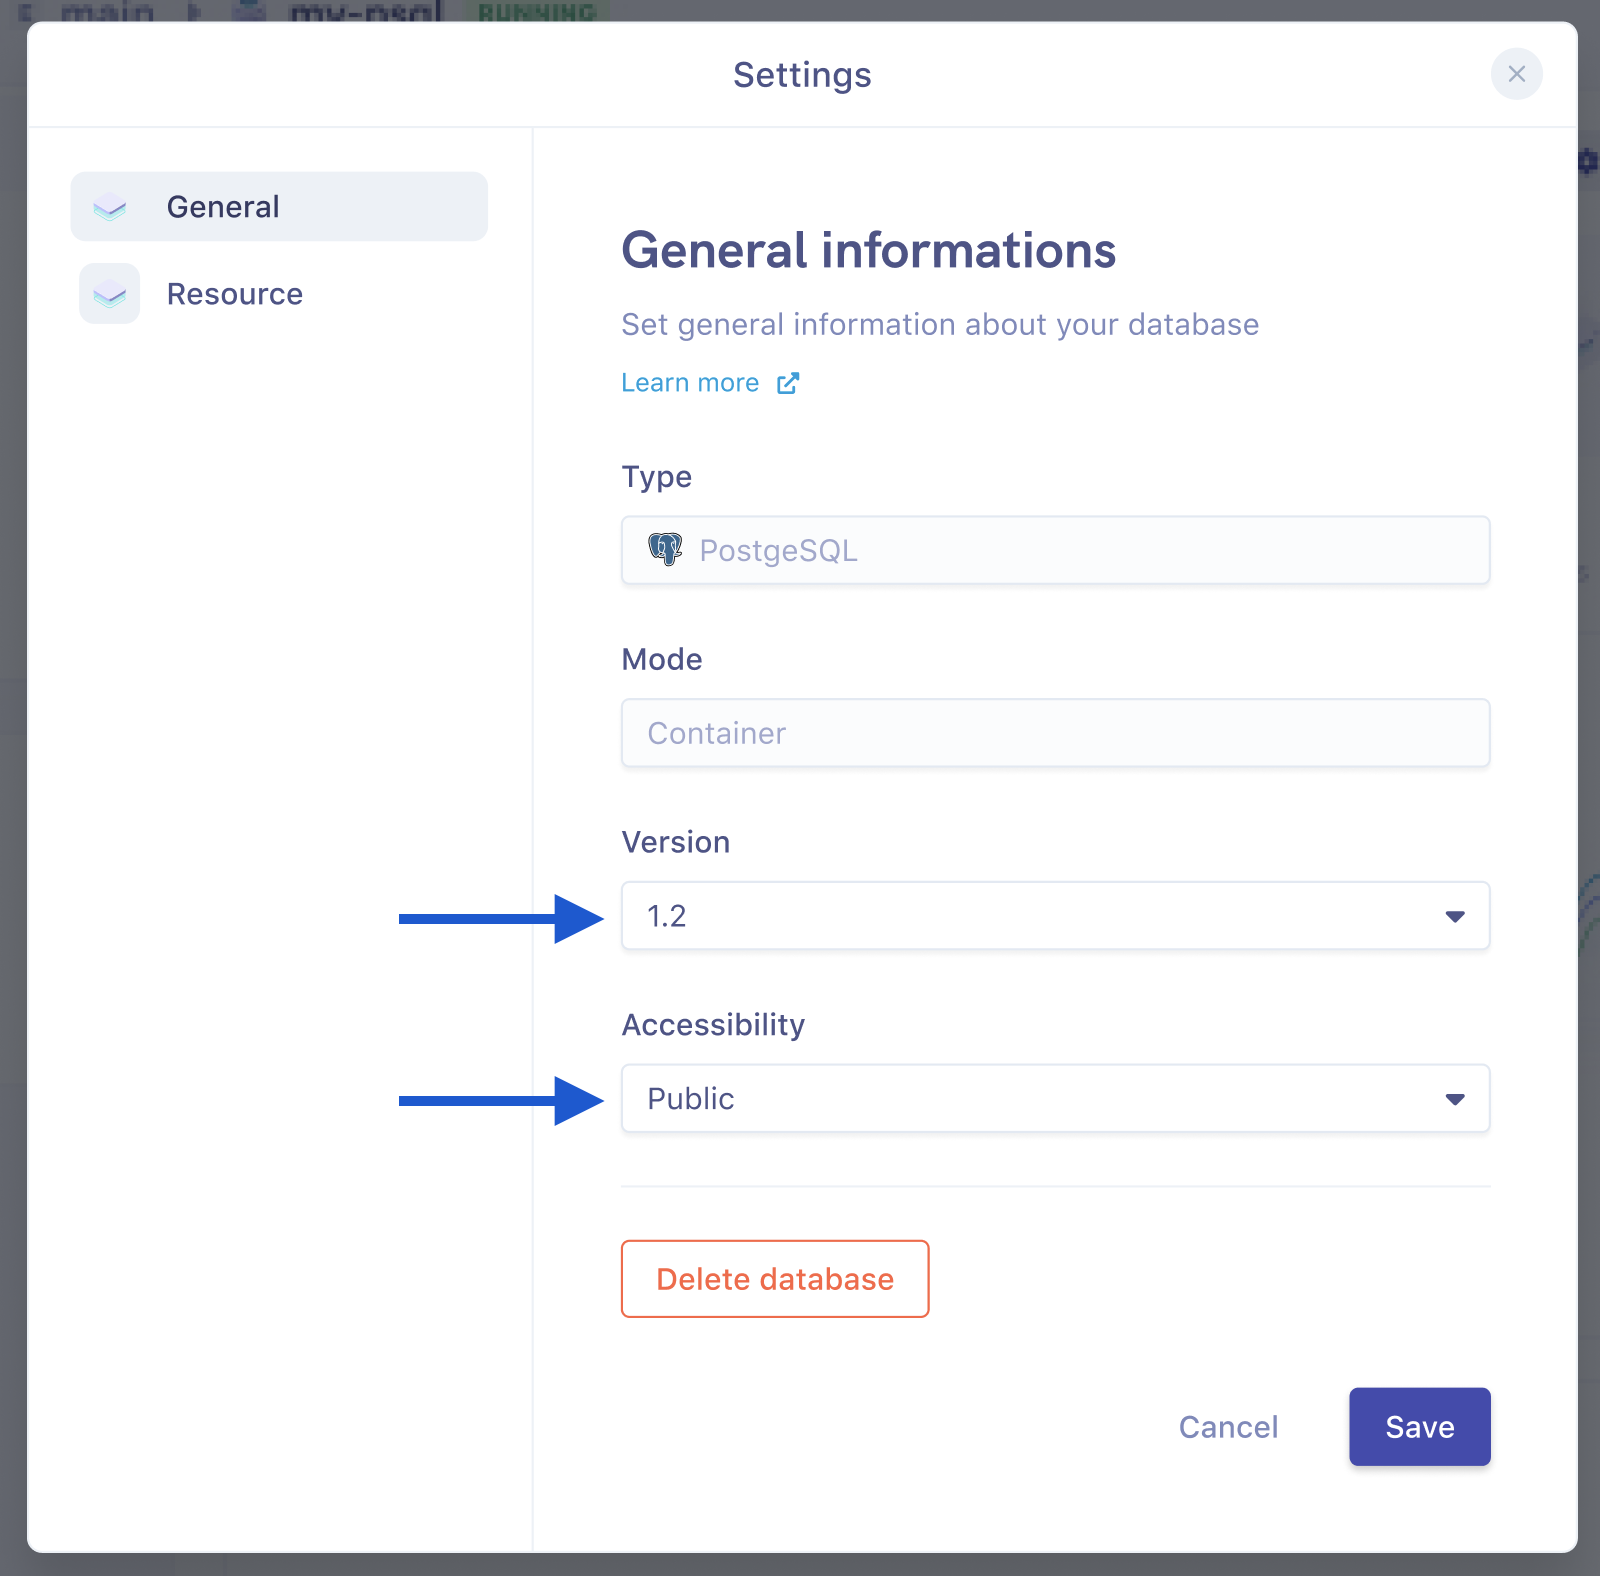 main my-psql RUNNING
Settings
General
Resource
General informations
Set general information about your database
Learn more
Type
PostgeSQL
Mode
Container
Version
1.2
Accessibility
Public
Delete database
Cancel
Save